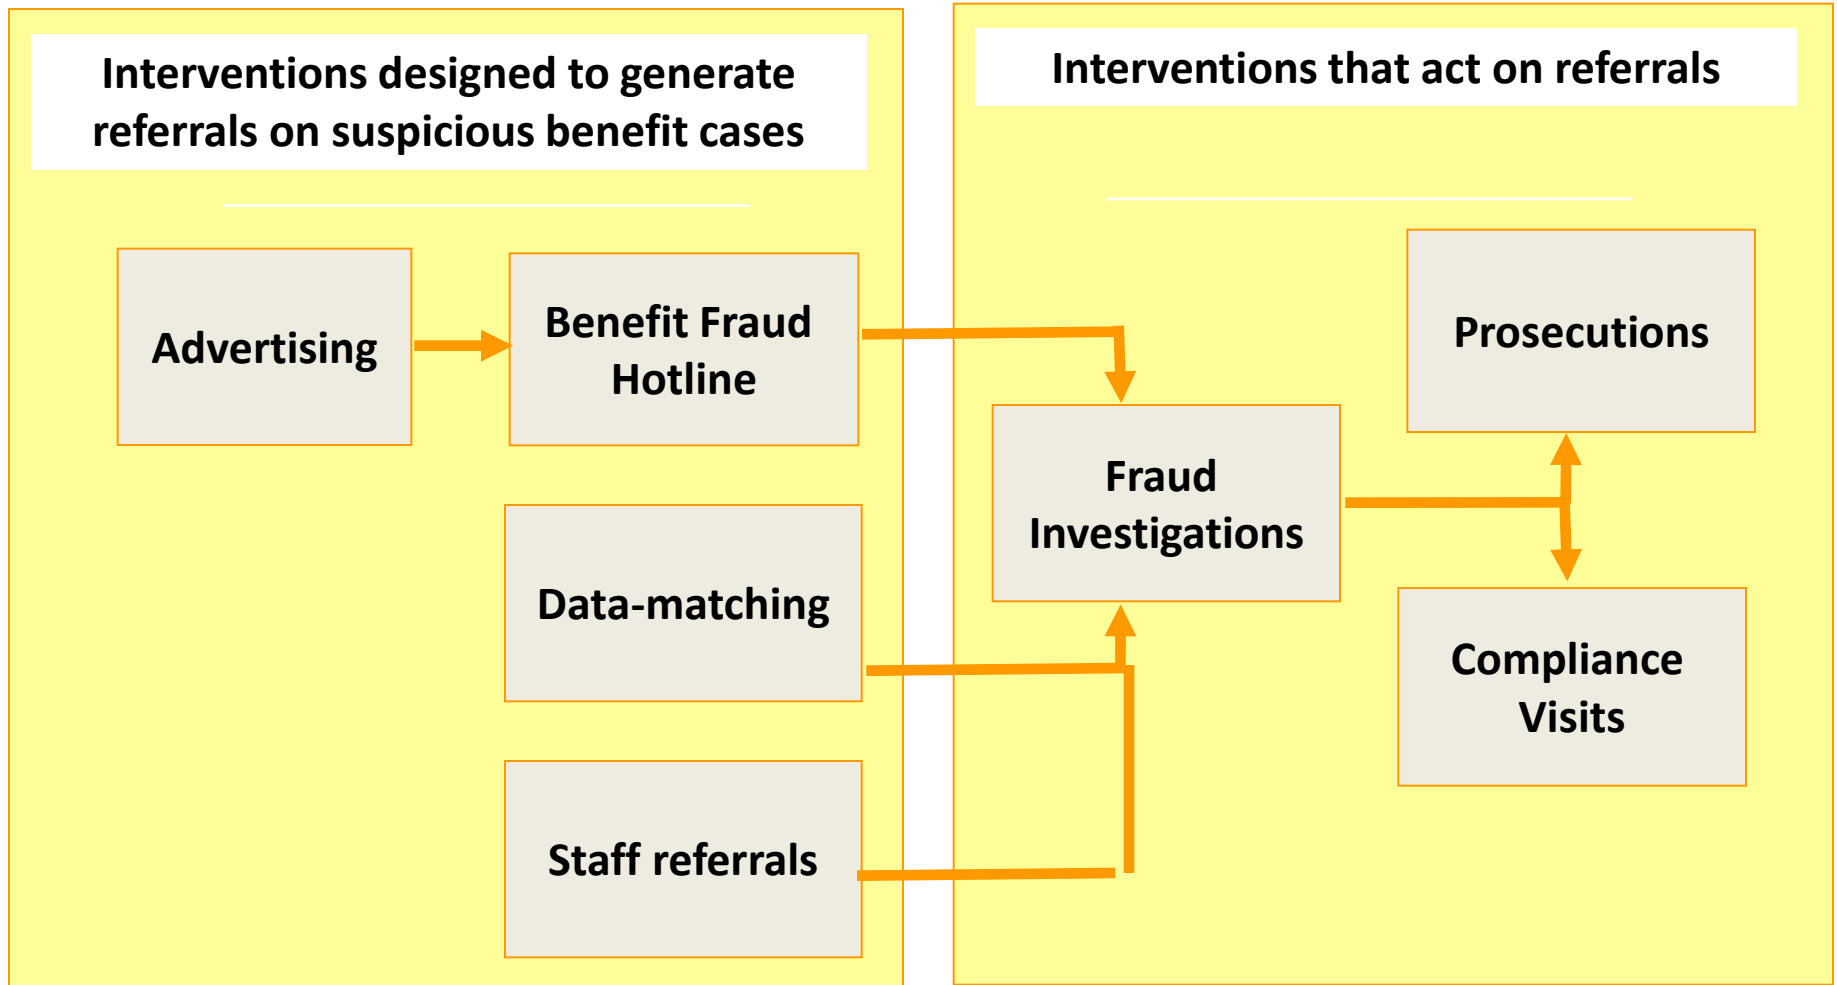 Interventions designed to generate
referrals on suspicious benefit cases
Advertising
Benefit Fraud
Hotline
Data-matching
Staff referrals
Interventions that act on referrals
Fraud
Investigations
Prosecutions
Compliance
Visits